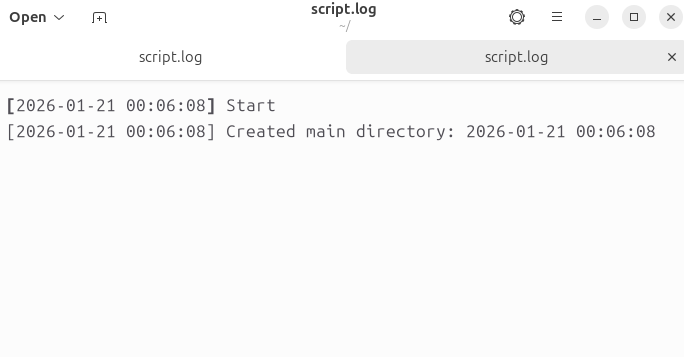 Open
script.log
~/
script.log
script.log
[2026-01-21 00:06:08] Start
[2026-01-21 00:06:08] Created main directory: 2026-01-21 00:06:08